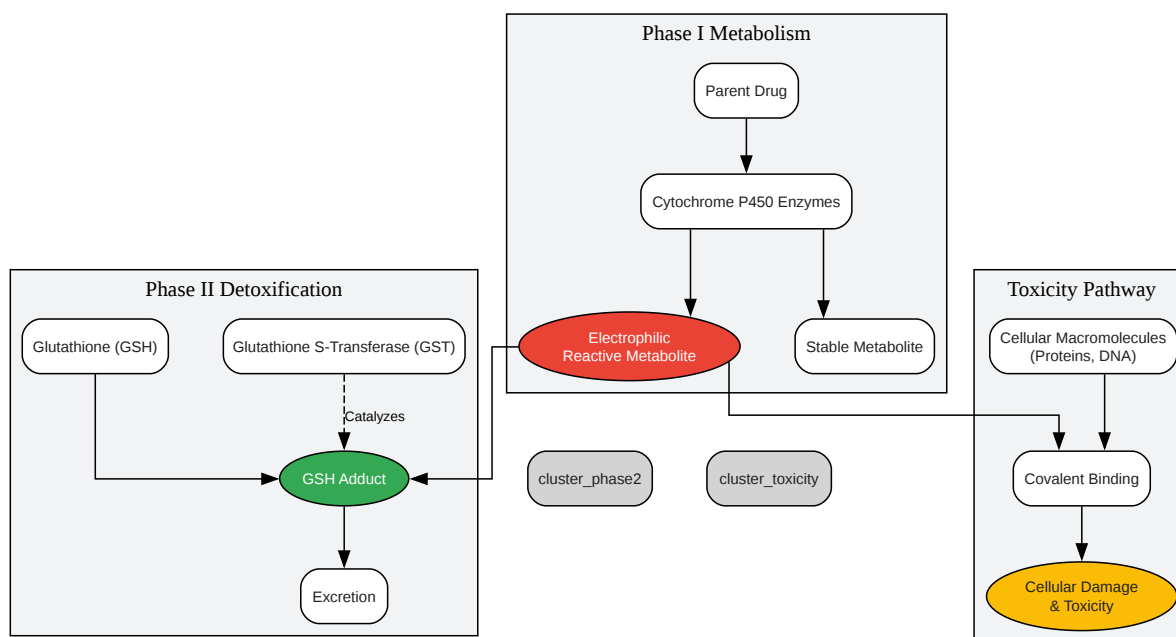 Phase I Metabolism
Parent Drug
Cytochrome P450 Enzymes
Phase II Detoxification
Toxicity Pathway
Glutathione (GSH)
Glutathione S-Transferase (GST)
Electrophilic
Reactive Metabolite
Stable Metabolite
Cellular Macromolecules
(Proteins, DNA)
Catalyzes
GSH Adduct
cluster_phase2
cluster_toxicity
Covalent Binding
Excretion
Cellular Damage
& Toxicity